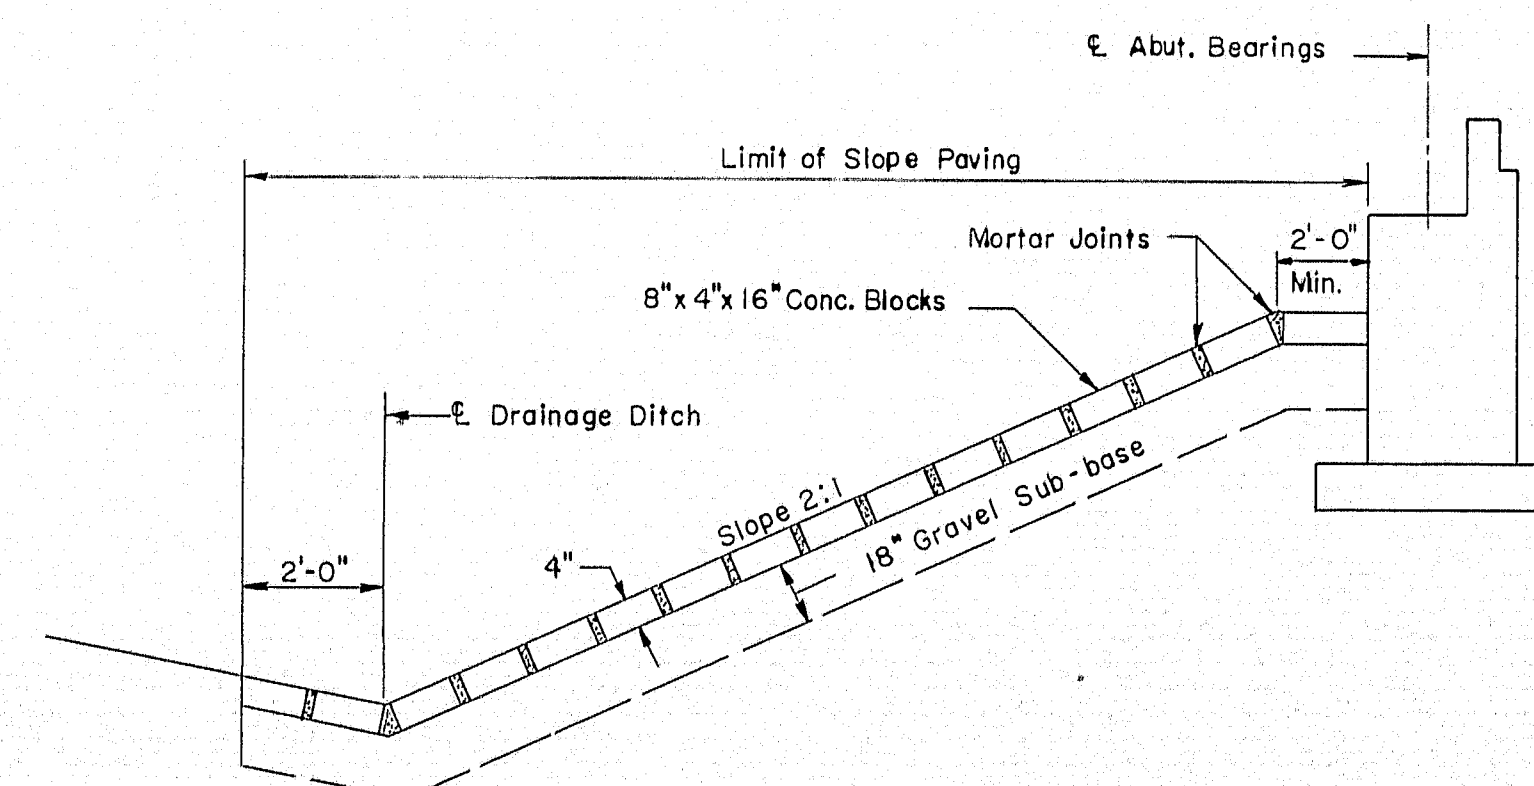 ℄ Abut. Bearings
Limit of Slope Paving
Mortar Joints
2'-0"
Min.
8"x 4"x 16" Conc. Blocks
℄ Drainage Ditch
Slope 2:1
18" Gravel Sub-base
4"
2'-0"